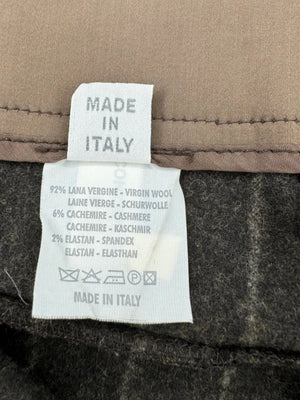 MADE
IN
ITALY
92% LANA VERGINE - VIRGIN WOOL
LAINE VIERGE - SCHURWOLLE
6% CACHEMIRE - CASHMERE
CACHEMIRE - KASCHMIR
2% ELASTAN - SPANDEX
ELASTAN - ELASTHAN
MADE IN ITALY